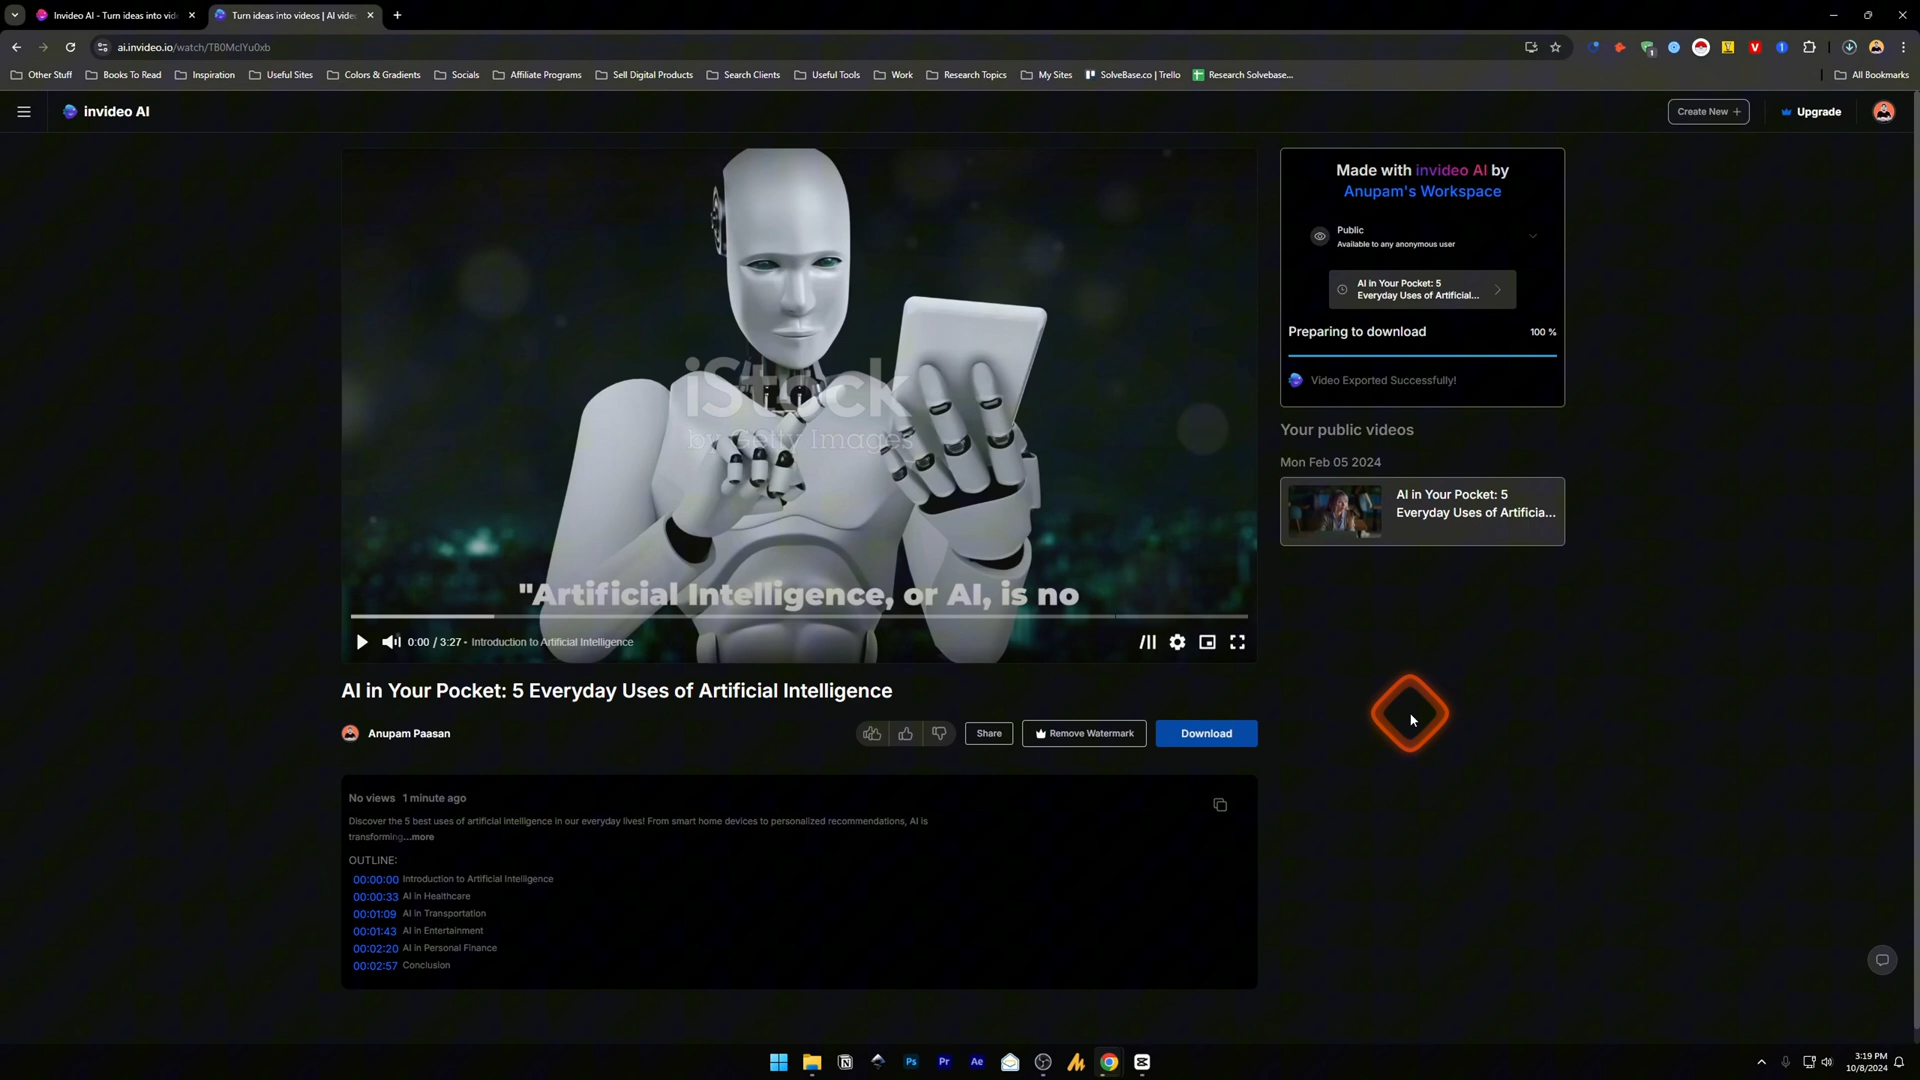 Invideo AI - Turn ideas into vid
Turn ideas into videos | AI vide
ai.invideo.io/watch/TB0MclYu0xb
Other Stuff
Books To Read
Inspiration
Useful Sites
Colors & Gradients
Socials
Affiliate Programs
Sell Digital Products
Search Clients
Useful Tools
Work
Research Topics
My Sites
SolveBase.co | Trello
Research Solvebase...
All Bookmarks
invideo AI
Create New +
Upgrade
Made with invideo AI by
Anupam's Workspace
Public
Available to any anonymous user
AI in Your Pocket: 5
Everyday Uses of Artificial...
Preparing to download 100 %
Video Exported Successfully!
Your public videos
Mon Feb 05 2024
AI in Your Pocket: 5
Everyday Uses of Artificia...
iStock
by Getty Images
"Artificial Intelligence, or AI, is no
0:00 / 3:27 • Introduction to Artificial Intelligence
AI in Your Pocket: 5 Everyday Uses of Artificial Intelligence
Anupam Paasan
Share
Remove Watermark
Download
No views 1 minute ago
Discover the 5 best uses of artificial intelligence in our everyday lives! From smart home devices to personalized recommendations, AI is
transforming...more
OUTLINE:
00:00:00 Introduction to Artificial Intelligence
00:00:33 AI in Healthcare
00:01:09 AI in Transportation
00:01:43 AI in Entertainment
00:02:20 AI in Personal Finance
00:02:57 Conclusion
Ps
Pr
Ae
3:19 PM
10/8/2024